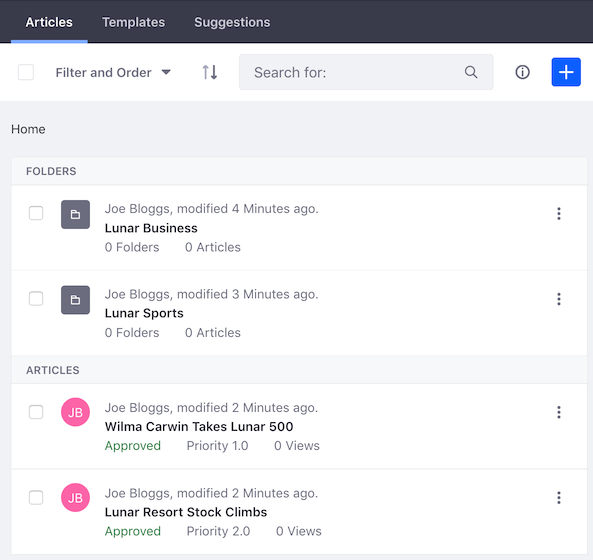 Articles Templates Suggestions
Filter and Order Search for:
Home
FOLDERS
Joe Bloggs, modified 4 Minutes ago.
Lunar Business
0 Folders 0 Articles
Joe Bloggs, modified 3 Minutes ago.
Lunar Sports
0 Folders 0 Articles
ARTICLES
JB Joe Bloggs, modified 2 Minutes ago.
Wilma Carwin Takes Lunar 500
Approved Priority 1.0 0 Views
JB Joe Bloggs, modified 2 Minutes ago.
Lunar Resort Stock Climbs
Approved Priority 2.0 0 Views